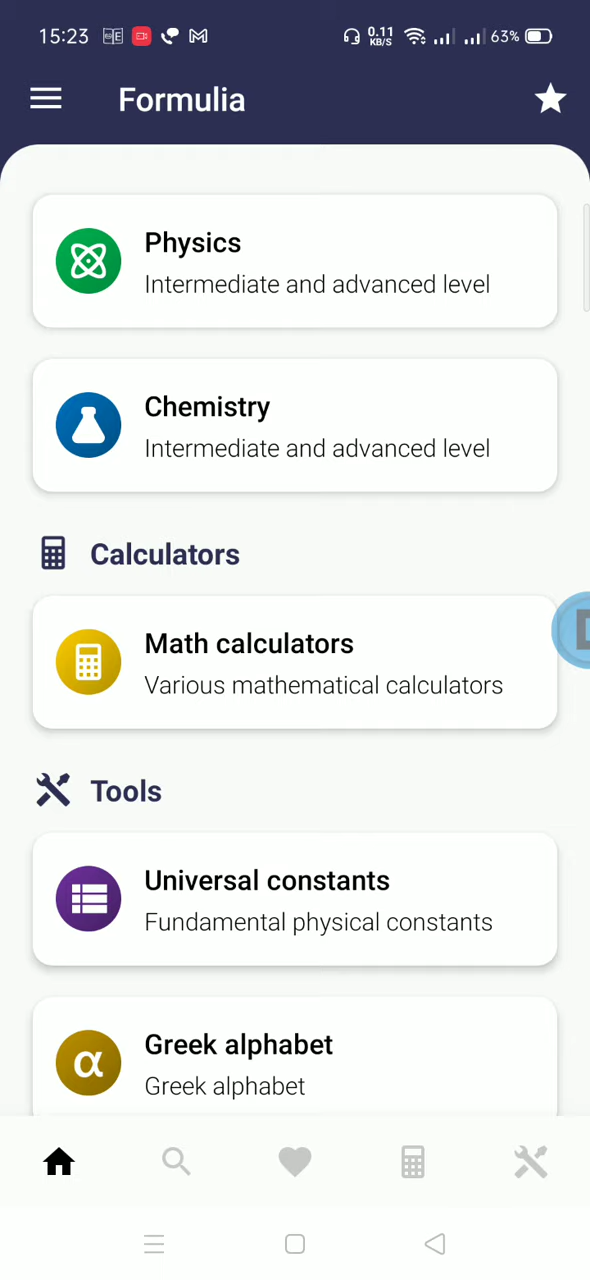 15:23 0.11 KB/S 63%
Formulia
Physics
Intermediate and advanced level
Chemistry
Intermediate and advanced level
Calculators
Math calculators
Various mathematical calculators
Tools
Universal constants
Fundamental physical constants
α
Greek alphabet
Greek alphabet